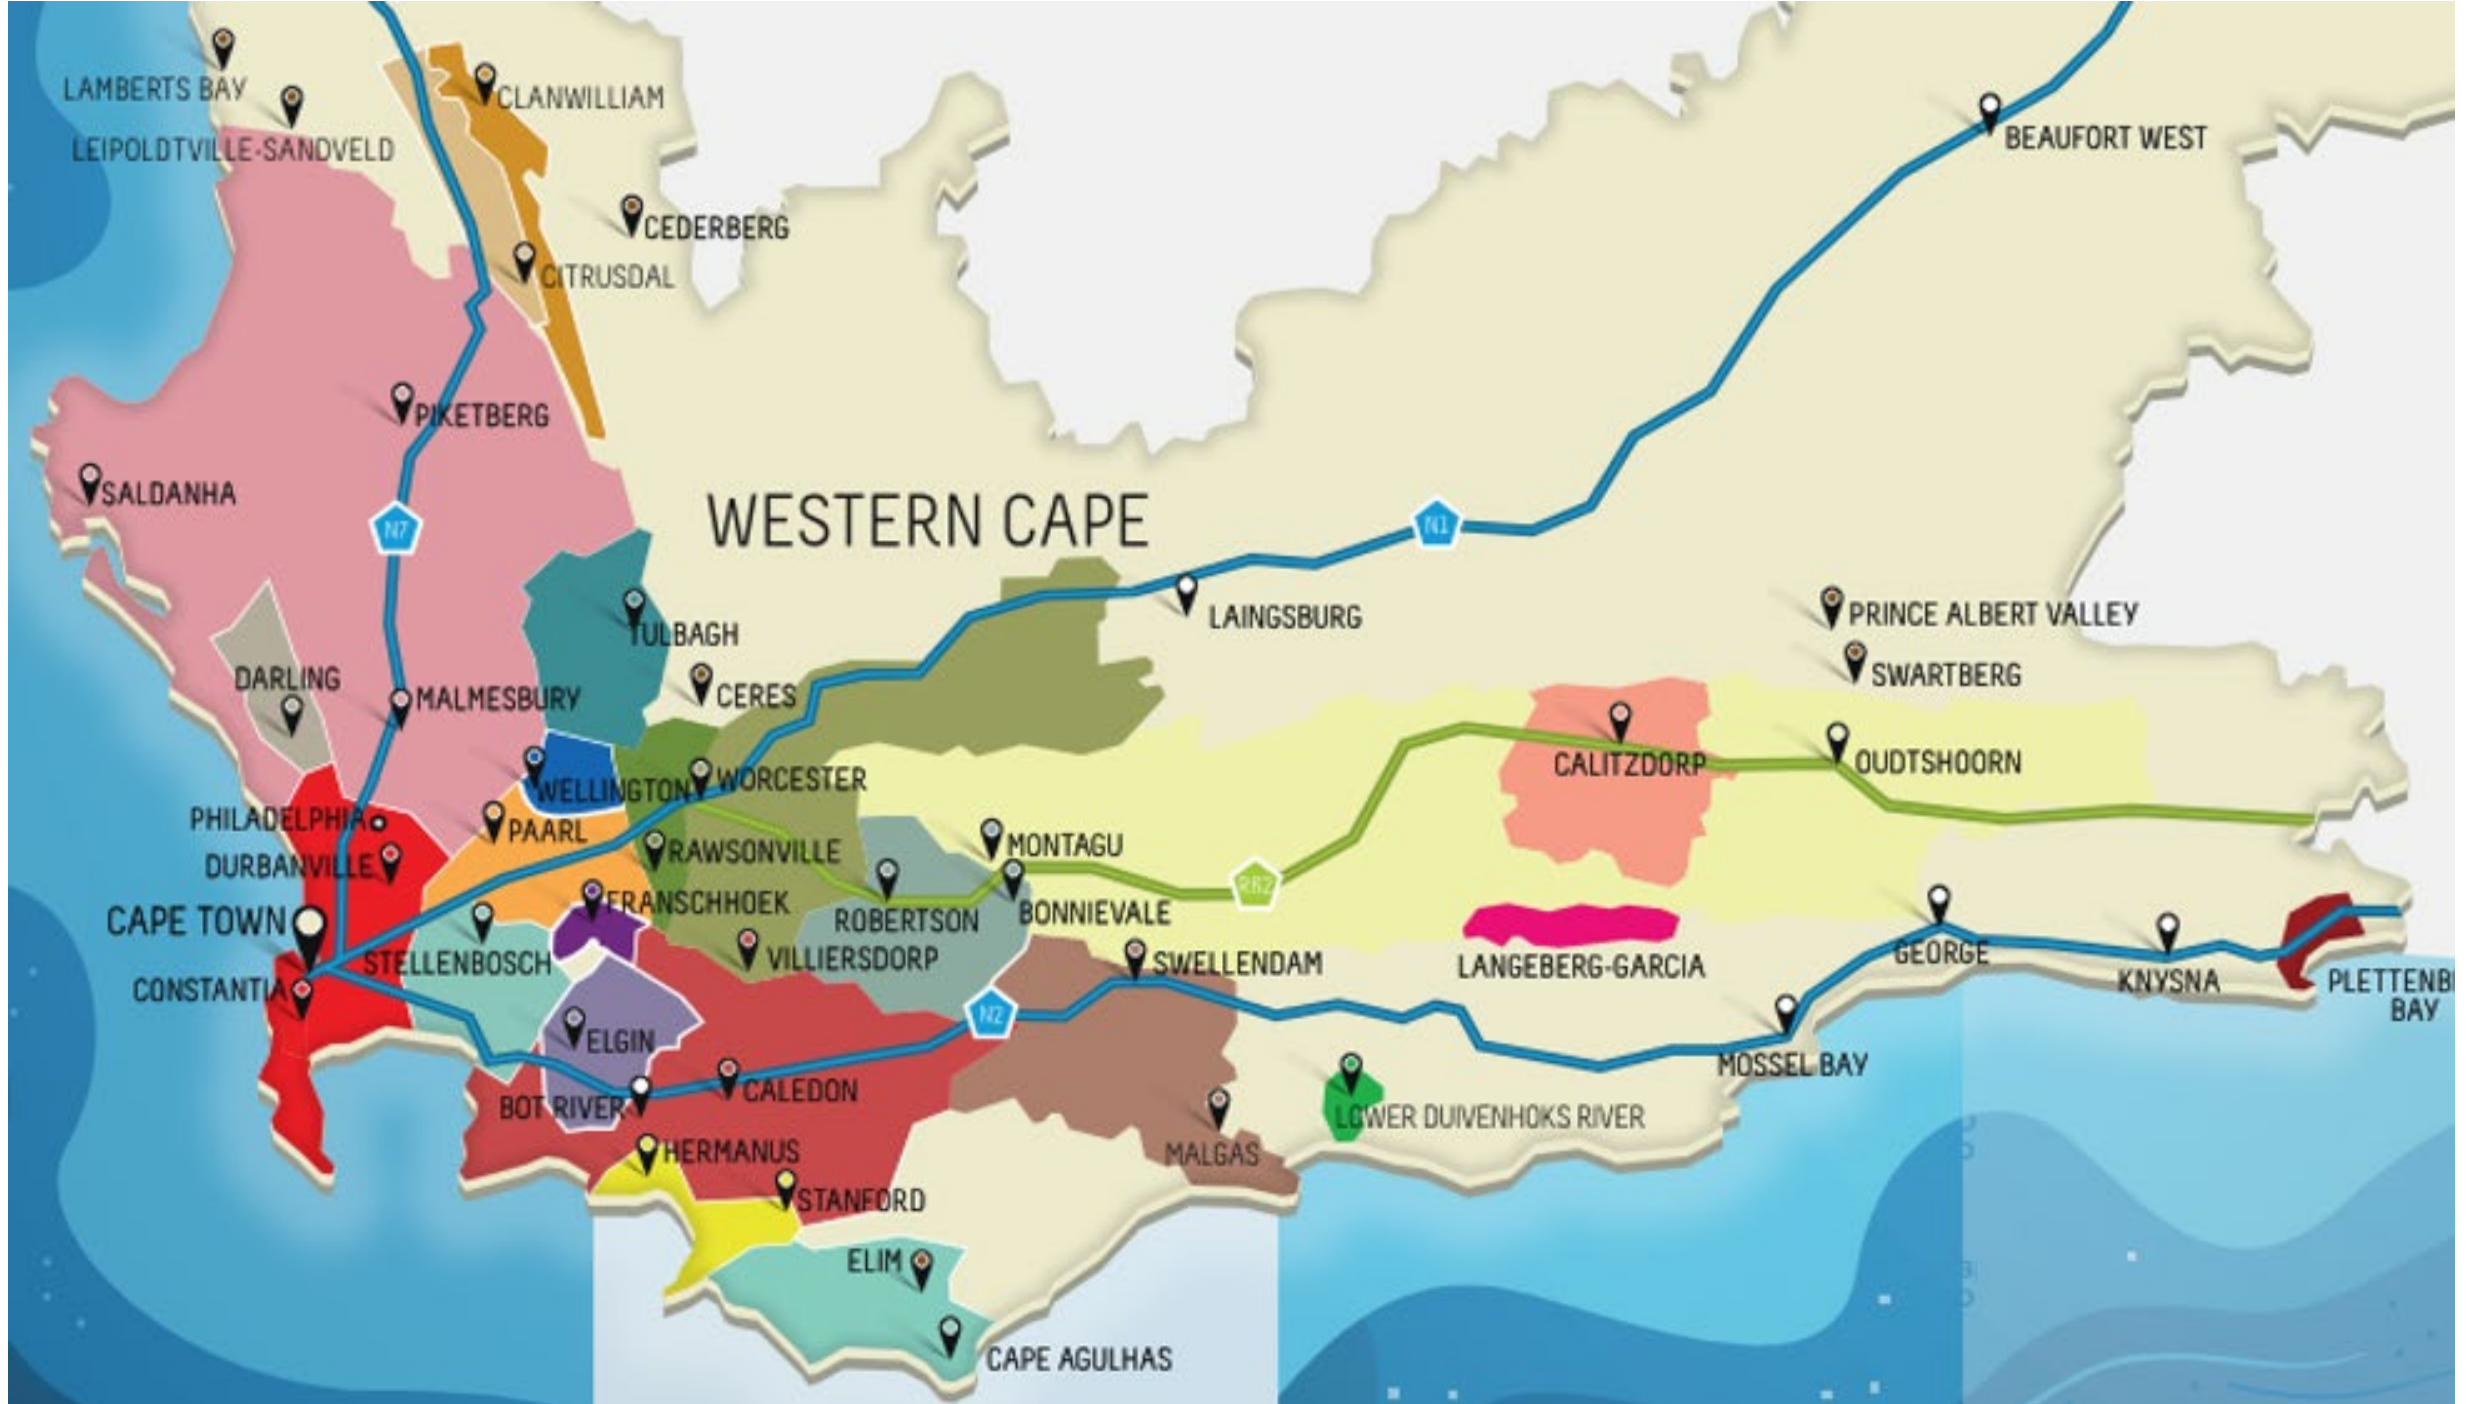 LAMBERTS BAY
CLANWILLIAM
LEIPOLDTVILLE-SANDVELD
BEAUFORT WEST
CEDERBERG
CITRUSDAL
PIKETBERG
SALDANHA
WESTERN CAPE
N7
N1
LAINGSBURG
PRINCE ALBERT VALLEY
TULBAGH
SWARTBERG
DARLING
MALMESBURY
CERES
CALITZDORP
OUDTSHOORN
WELLINGTON
WORCESTER
PHILADELPHIA
PAARL
MONTAGU
RAWSONVILLE
DURBANVILLE
R62
FRANSCHHOEK
CAPE TOWN
ROBERTSON
BONNIEVALE
STELLENBOSCH
VILLIERSDORP
SWELLENDAM
LANGEBERG-GARCIA
GEORGE
KNYSNA
PLETTENB
BAY
CONSTANTIA
N2
ELGIN
MOSSEL BAY
CALEDON
BOT RIVER
LOWER DUIVENHOKS RIVER
HERMANUS
MALGAS
STANFORD
ELIM
CAPE AGULHAS